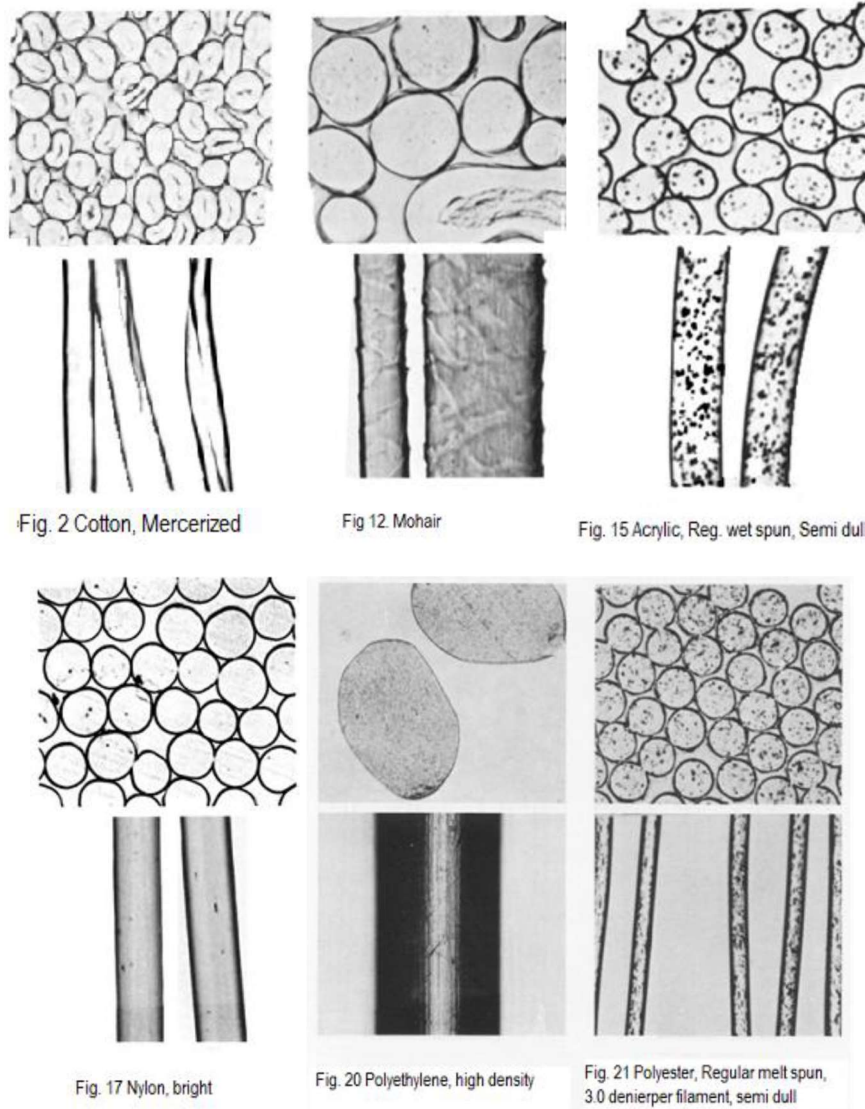 Fig. 2 Cotton, Mercerized
Fig 12. Mohair
Fig. 15 Acrylic, Reg. wet spun, Semi dull
Fig. 17 Nylon, bright
Fig. 20 Polyethylene, high density
Fig. 21 Polyester, Regular melt spun,
3.0 denierper filament, semi dull